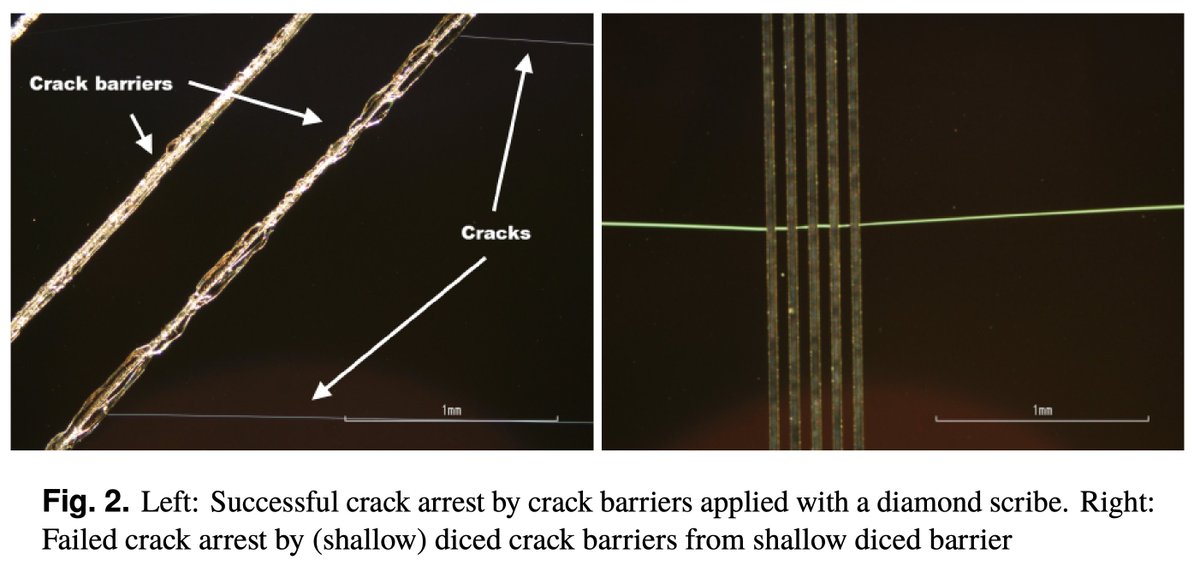 Crack barriers
Cracks
1mm
1mm
Fig. 2. Left: Successful crack arrest by crack barriers applied with a diamond scribe. Right:
Failed crack arrest by (shallow) diced crack barriers from shallow diced barrier